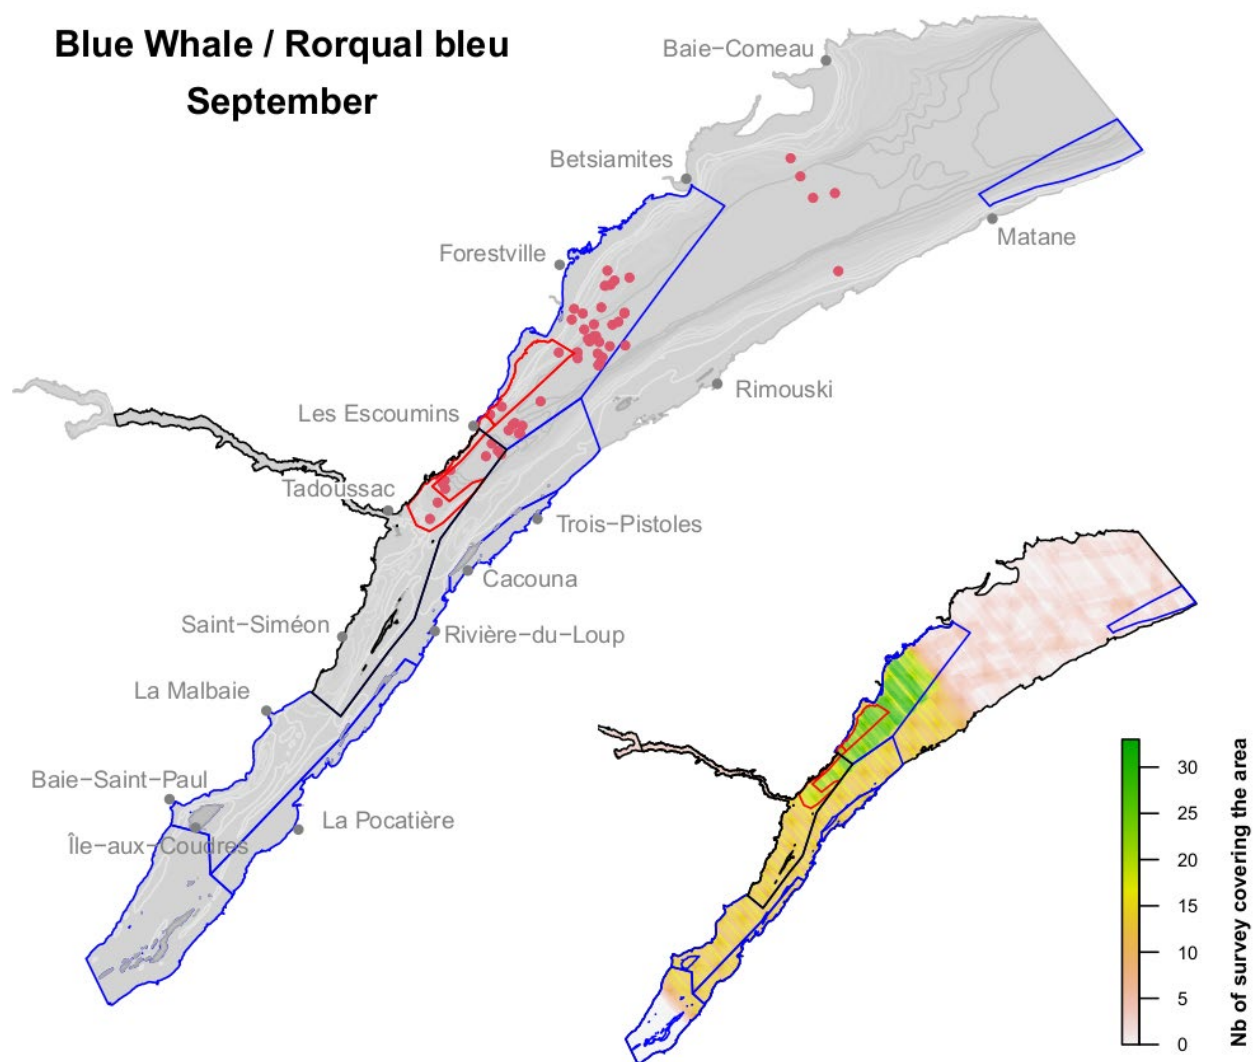 Blue Whale / Rorqual bleu
September
Baie−Comeau
Betsiamites
Forestville
Matane
Rimouski
Les Escoumins
Tadoussac
Trois−Pistoles
Cacouna
Saint−Siméon
Rivière−du−Loup
La Malbaie
Baie−Saint−Paul
La Pocatière
Île−aux−Coudres
30
25
20
15
10
5
0
Nb of survey covering the area